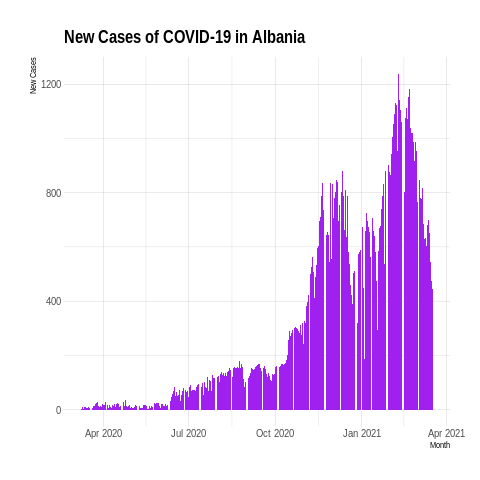 New Cases of COVID-19 in Albania
New Cases
1200
800
400
0
Apr 2020
Jul 2020
Oct 2020
Jan 2021
Apr 2021
Month